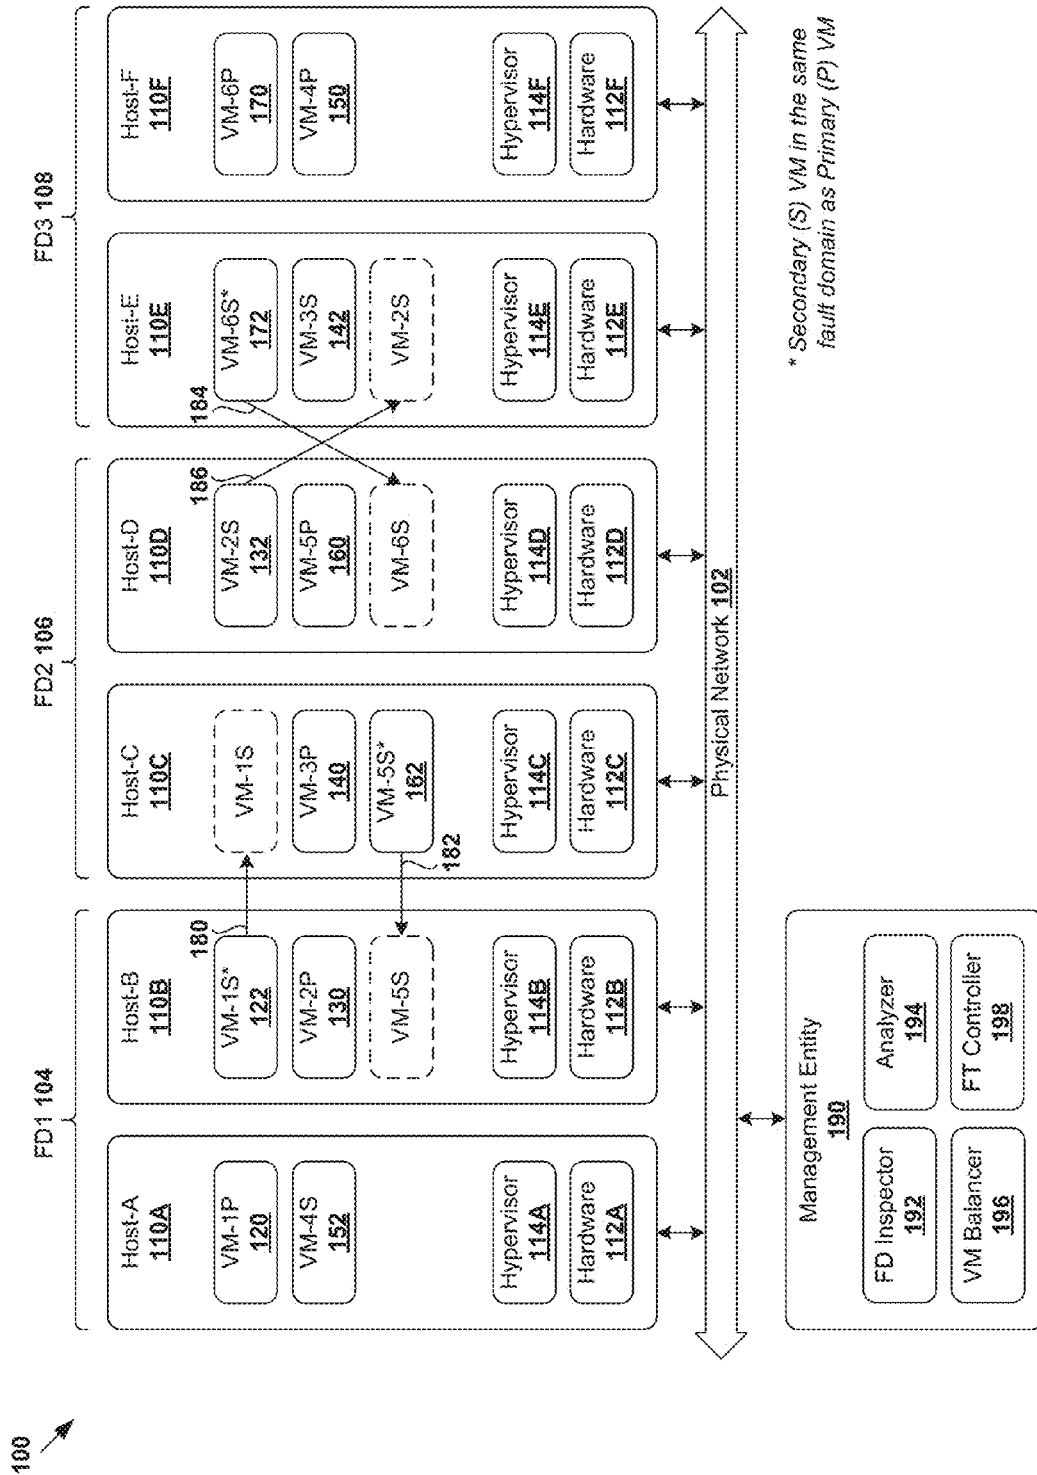 100
FD1 104
FD2 106
FD3 108
Host-A
110A
VM-1P
120
VM-4S
152
Hypervisor
114A
Hardware
112A
Host-B
110B
VM-1S*
122
VM-2P
130
VM-5S
Hypervisor
114B
Hardware
112B
180
Host-C
110C
VM-1S
VM-3P
140
VM-5S*
162
Hypervisor
114C
Hardware
112C
182
Host-D
110D
VM-2S
132
VM-5P
160
VM-6S
Hypervisor
114D
Hardware
112D
186
184
Host-E
110E
VM-6S*
172
VM-3S
142
VM-2S
Hypervisor
114E
Hardware
112E
Host-F
110F
VM-6P
170
VM-4P
150
Hypervisor
114F
Hardware
112F
Physical Network 102
Management Entity
190
FD Inspector
192
Analyzer
194
VM Balancer
196
FT Controller
198
* Secondary (S) VM in the same
fault domain as Primary (P) VM